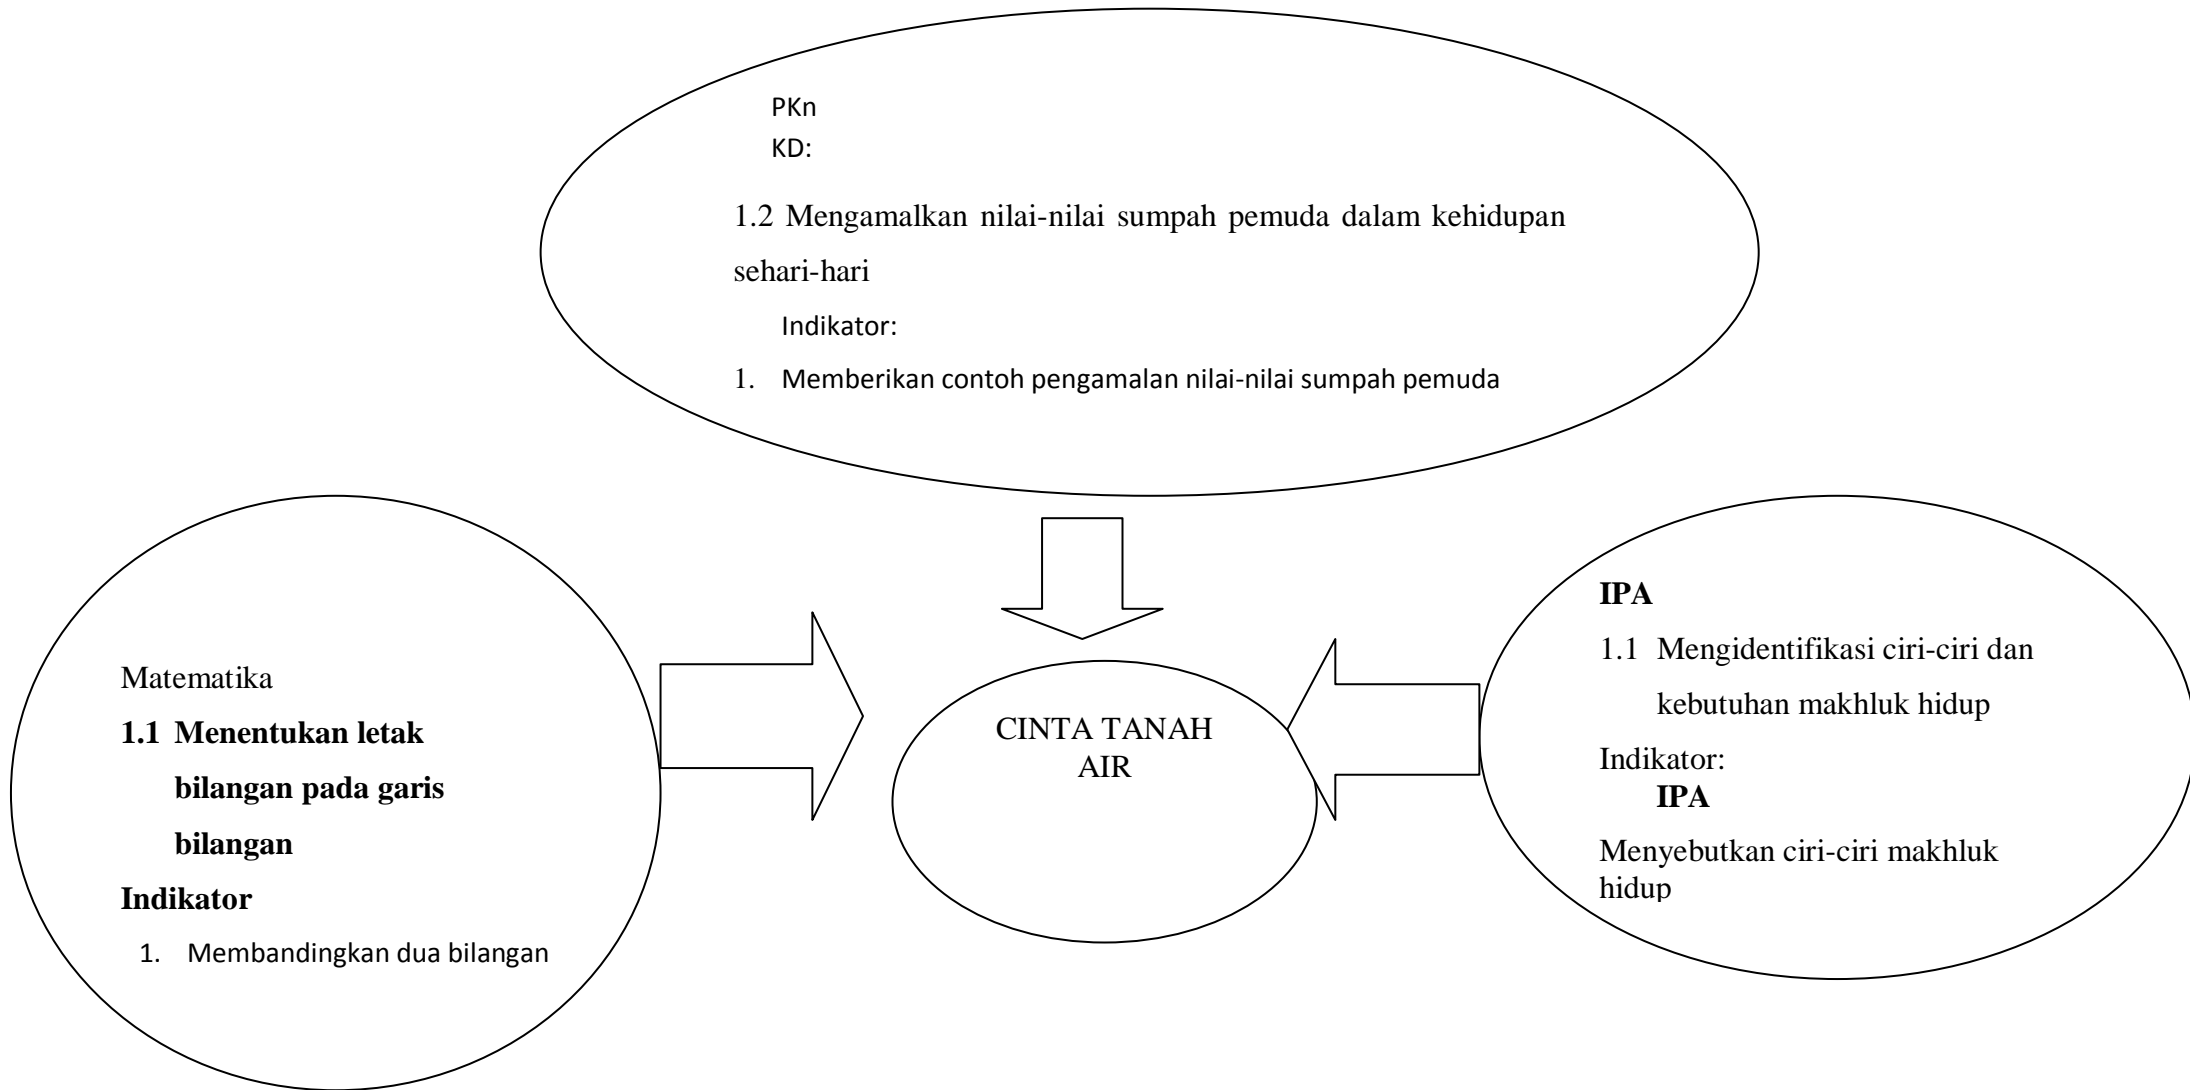 PKn
KD:
1.2 Mengamalkan nilai-nilai sumpah pemuda dalam kehidupan
sehari-hari
Indikator:
1. Memberikan contoh pengamalan nilai-nilai sumpah pemuda
Matematika
1.1 Menentukan letak
bilangan pada garis
bilangan
Indikator
1. Membandingkan dua bilangan
CINTA TANAH
AIR
IPA
1.1 Mengidentifikasi ciri-ciri dan
kebutuhan makhluk hidup
Indikator:
IPA
Menyebutkan ciri-ciri makhluk
hidup